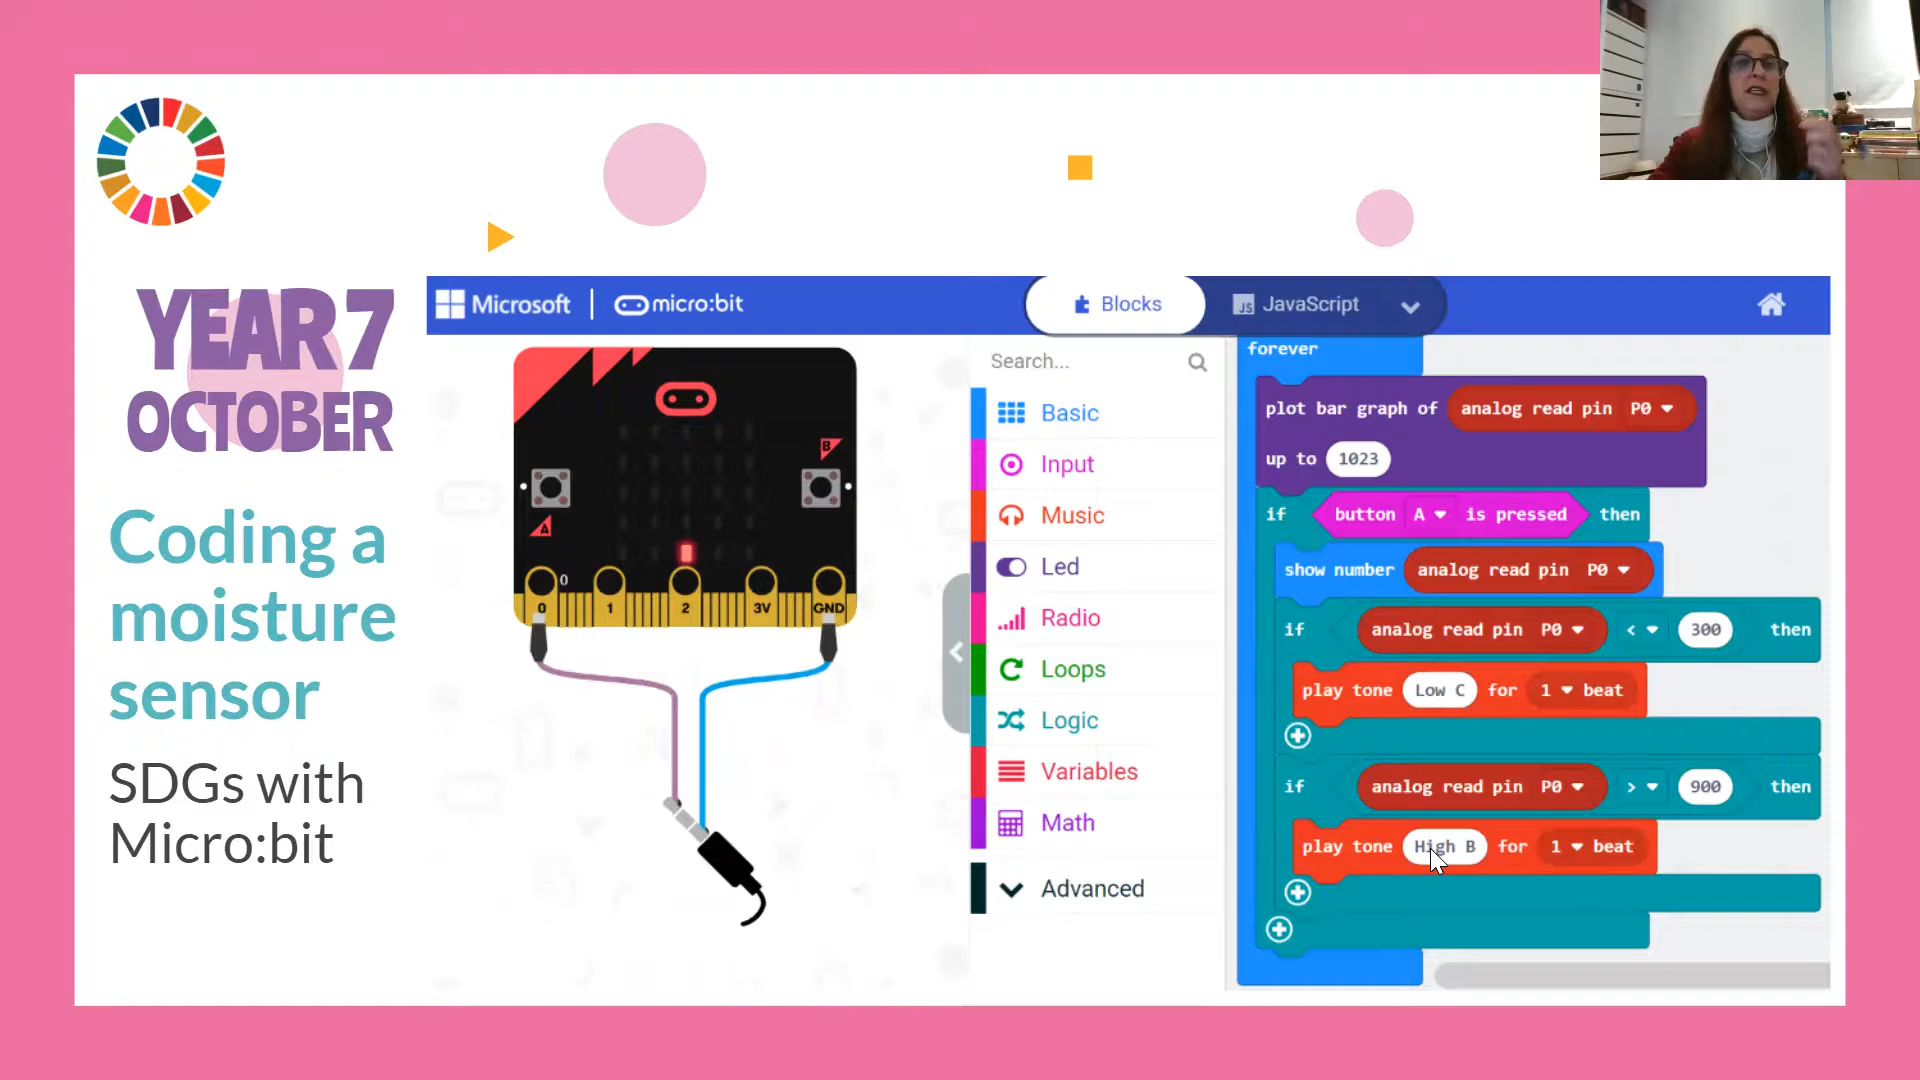 YEAR 7
OCTOBER
Coding a
moisture
sensor
SDGs with
Micro:bit
Microsoft | micro:bit
Blocks
JS JavaScript
B
A
0
0 1 2 3V GND
Search...
Basic
Input
Music
Led
Radio
Loops
Logic
Variables
Math
Advanced
forever
plot bar graph of analog read pin P0
up to 1023
if button A is pressed then
show number analog read pin P0
if analog read pin P0 < 300 then
play tone Low C for 1 beat
if analog read pin P0 > 900 then
play tone High B for 1 beat